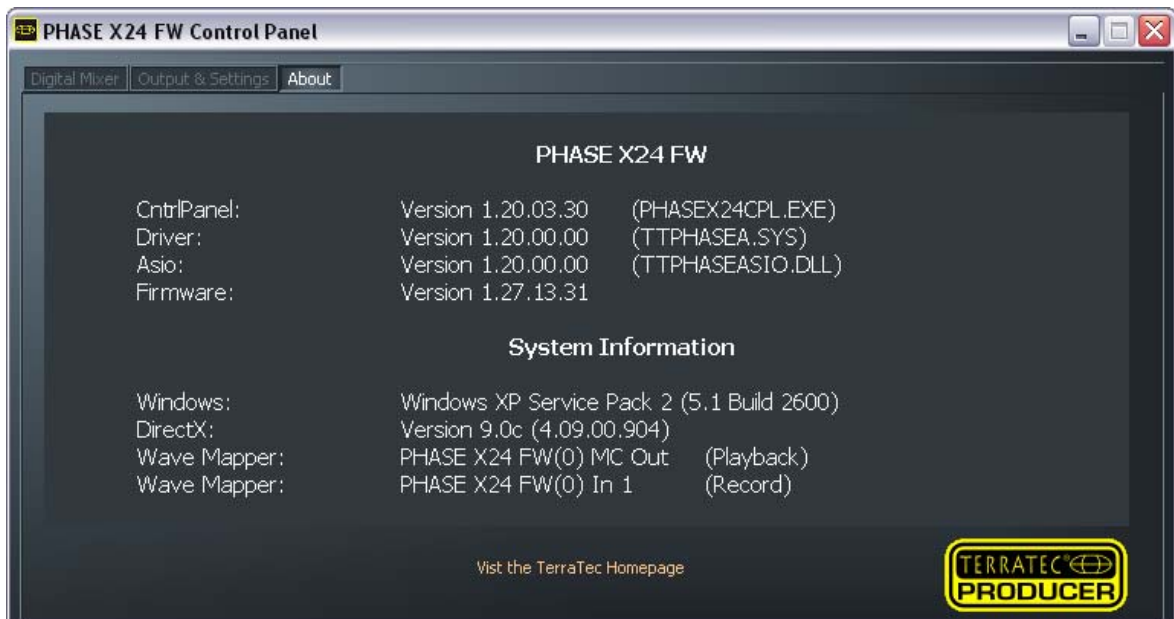 PHASE X24 FW Control Panel
Digital Mixer Output & Settings About
PHASE X24 FW
CntrlPanel: Version 1.20.03.30 (PHASEX24CPL.EXE)
Driver: Version 1.20.00.00 (TTPHASEA.SYS)
Asio: Version 1.20.00.00 (TTPHASEASIO.DLL)
Firmware: Version 1.27.13.31
System Information
Windows: Windows XP Service Pack 2 (5.1 Build 2600)
DirectX: Version 9.0c (4.09.00.904)
Wave Mapper: PHASE X24 FW(0) MC Out (Playback)
Wave Mapper: PHASE X24 FW(0) In 1 (Record)
Vist the TerraTec Homepage
TERRATEC®
PRODUCER